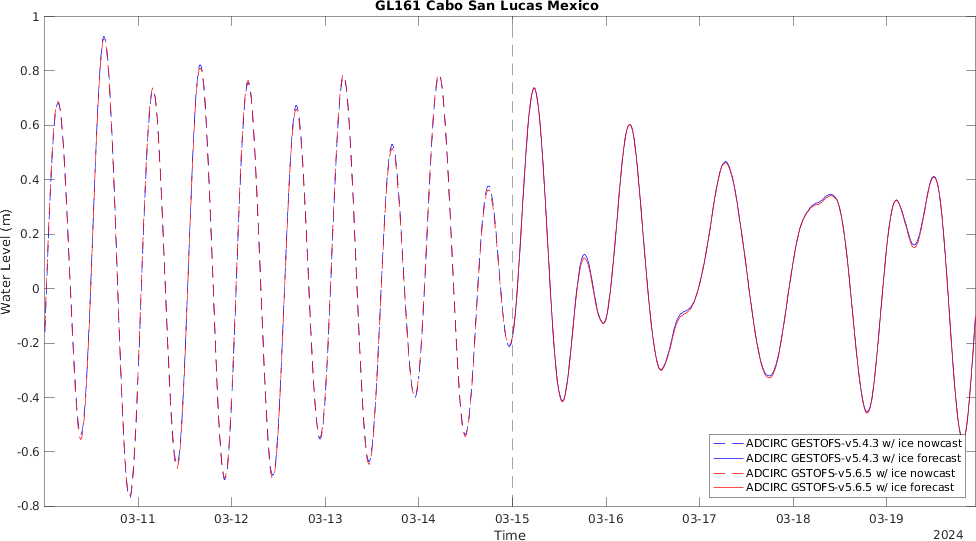 GL161 Cabo San Lucas Mexico
1
0.8
0.6
0.4
0.2
0
-0.2
-0.4
-0.6
-0.8
Water Level (m)
ADCIRC GESTOFS-v5.4.3 w/ ice nowcast
ADCIRC GESTOFS-v5.4.3 w/ ice forecast
ADCIRC GSTOFS-v5.6.5 w/ ice nowcast
ADCIRC GSTOFS-v5.6.5 w/ ice forecast
03-11 03-12 03-13 03-14 03-15 03-16 03-17 03-18 03-19
Time
2024